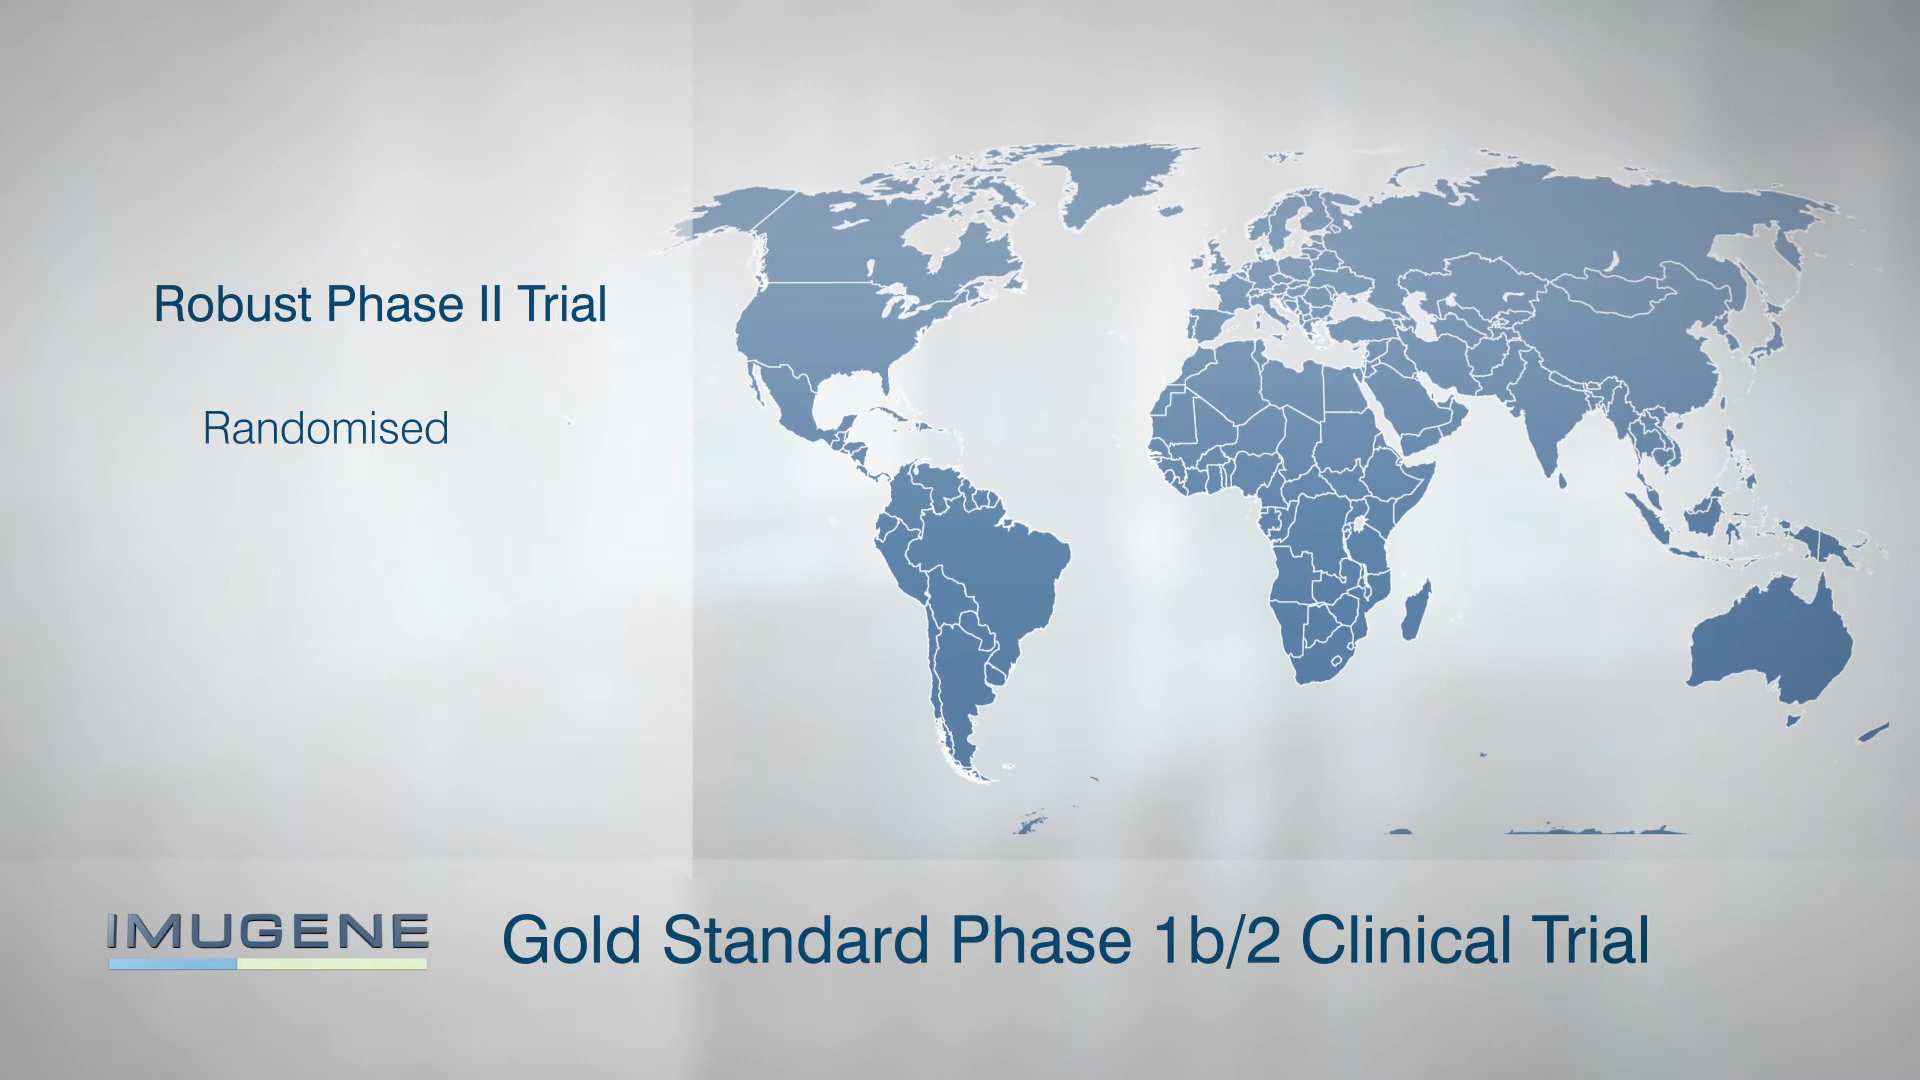 Robust Phase II Trial
Randomised
IMUGENE
Gold Standard Phase 1b/2 Clinical Trial